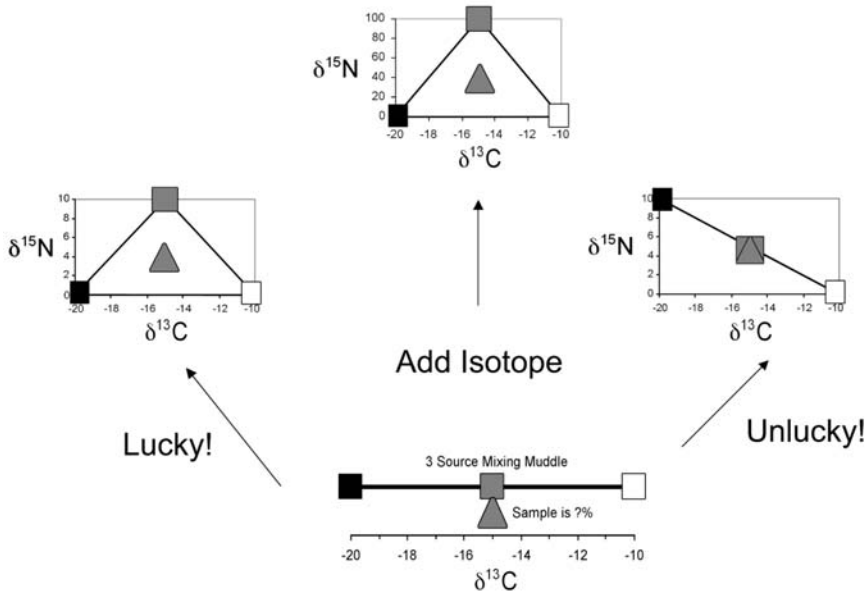 100
80
60
40
20
0
δ15N
-20 -18 -16 -14 -12 -10
δ13C
10
8
6
4
2
0
δ15N
-20 -18 -16 -14 -12 -10
δ13C
10
8
6
4
2
0
δ15N
-20 -18 -16 -14 -12 -10
δ13C
Add Isotope
Lucky!
Unlucky!
3 Source Mixing Muddle
Sample is ?%
-20 -18 -16 -14 -12 -10
δ13C